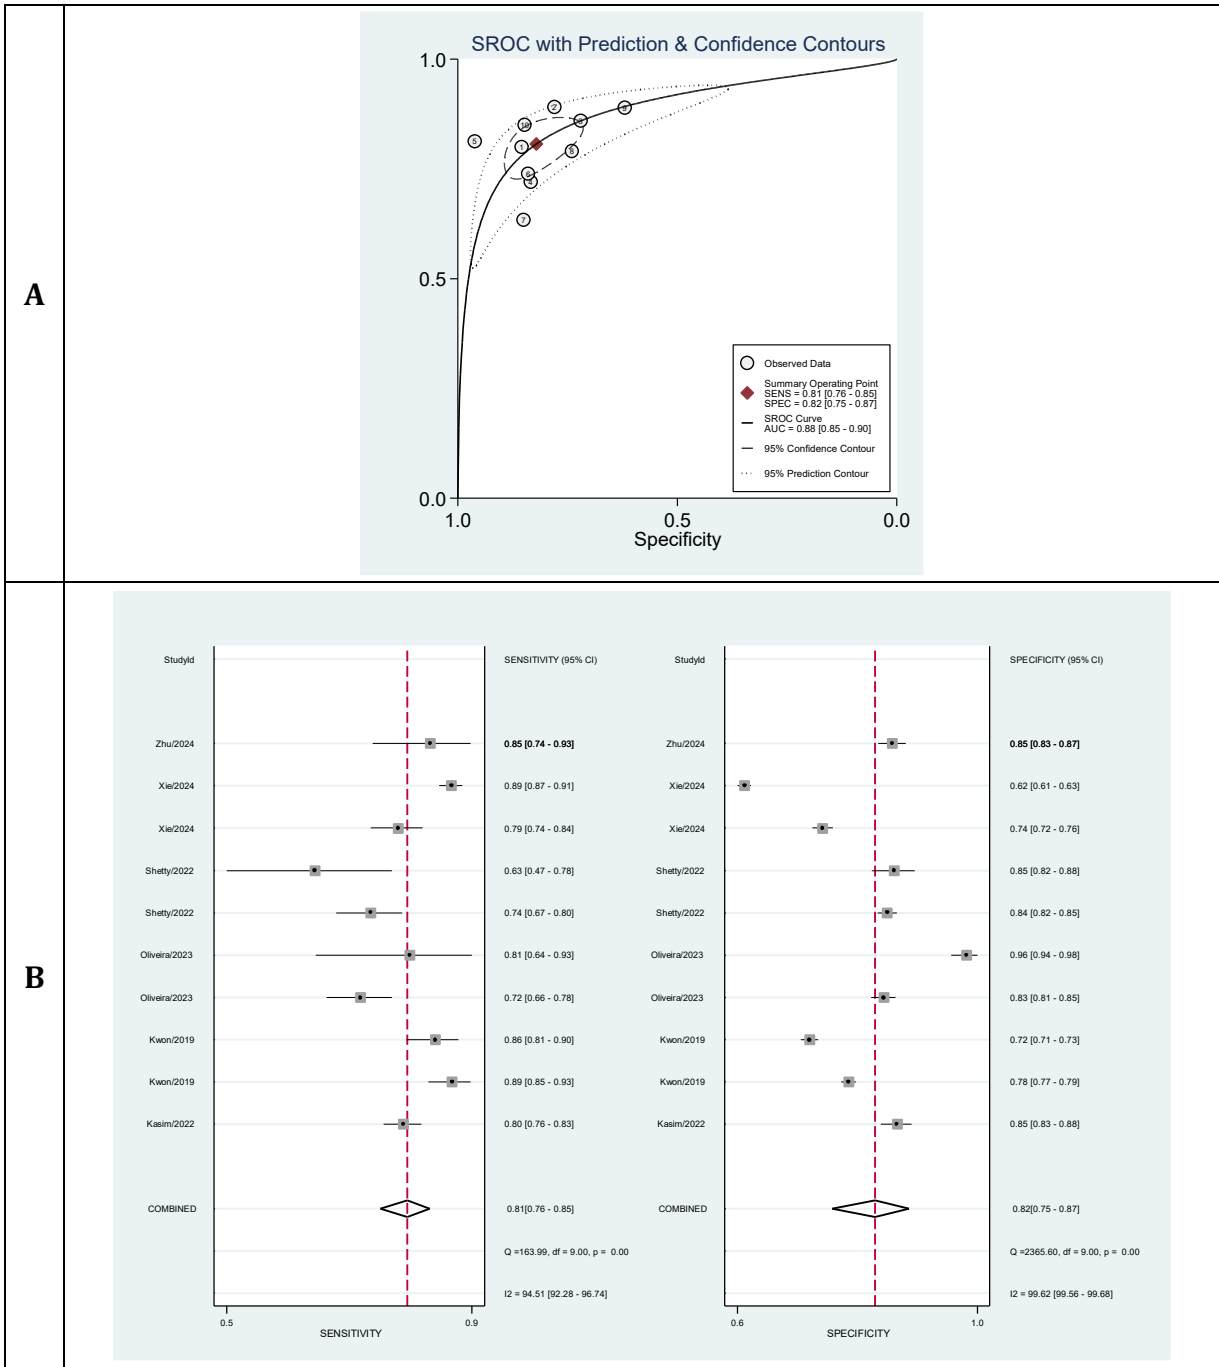 A
SROC with Prediction & Confidence Contours
1.0
0.5
0.0
1.0
0.5
0.0
Specificity
2
9
10
3
5
1
8
6
4
7
Observed Data
Summary Operating Point
SENS = 0.81 [0.76 - 0.85]
SPEC = 0.82 [0.75 - 0.87]
SROC Curve
AUC = 0.88 [0.85 - 0.90]
95% Confidence Contour
95% Prediction Contour
B
StudyId SENSITIVITY (95% CI)
Zhu/2024 0.85 [0.74 - 0.93]
Xie/2024 0.89 [0.87 - 0.91]
Xie/2024 0.79 [0.74 - 0.84]
Shetty/2022 0.63 [0.47 - 0.78]
Shetty/2022 0.74 [0.67 - 0.80]
Oliveira/2023 0.81 [0.64 - 0.93]
Oliveira/2023 0.72 [0.66 - 0.78]
Kwon/2019 0.86 [0.81 - 0.90]
Kwon/2019 0.89 [0.85 - 0.93]
Kasim/2022 0.80 [0.76 - 0.83]
COMBINED 0.81[0.76 - 0.85]
Q =163.99, df = 9.00, p = 0.00
I2 = 94.51 [92.28 - 96.74]
0.5 0.9
SENSITIVITY
StudyId SPECIFICITY (95% CI)
Zhu/2024 0.85 [0.83 - 0.87]
Xie/2024 0.62 [0.61 - 0.63]
Xie/2024 0.74 [0.72 - 0.76]
Shetty/2022 0.85 [0.82 - 0.88]
Shetty/2022 0.84 [0.82 - 0.85]
Oliveira/2023 0.96 [0.94 - 0.98]
Oliveira/2023 0.83 [0.81 - 0.85]
Kwon/2019 0.72 [0.71 - 0.73]
Kwon/2019 0.78 [0.77 - 0.79]
Kasim/2022 0.85 [0.83 - 0.88]
COMBINED 0.82[0.75 - 0.87]
Q =2365.60, df = 9.00, p = 0.00
I2 = 99.62 [99.56 - 99.68]
0.6 1.0
SPECIFICITY